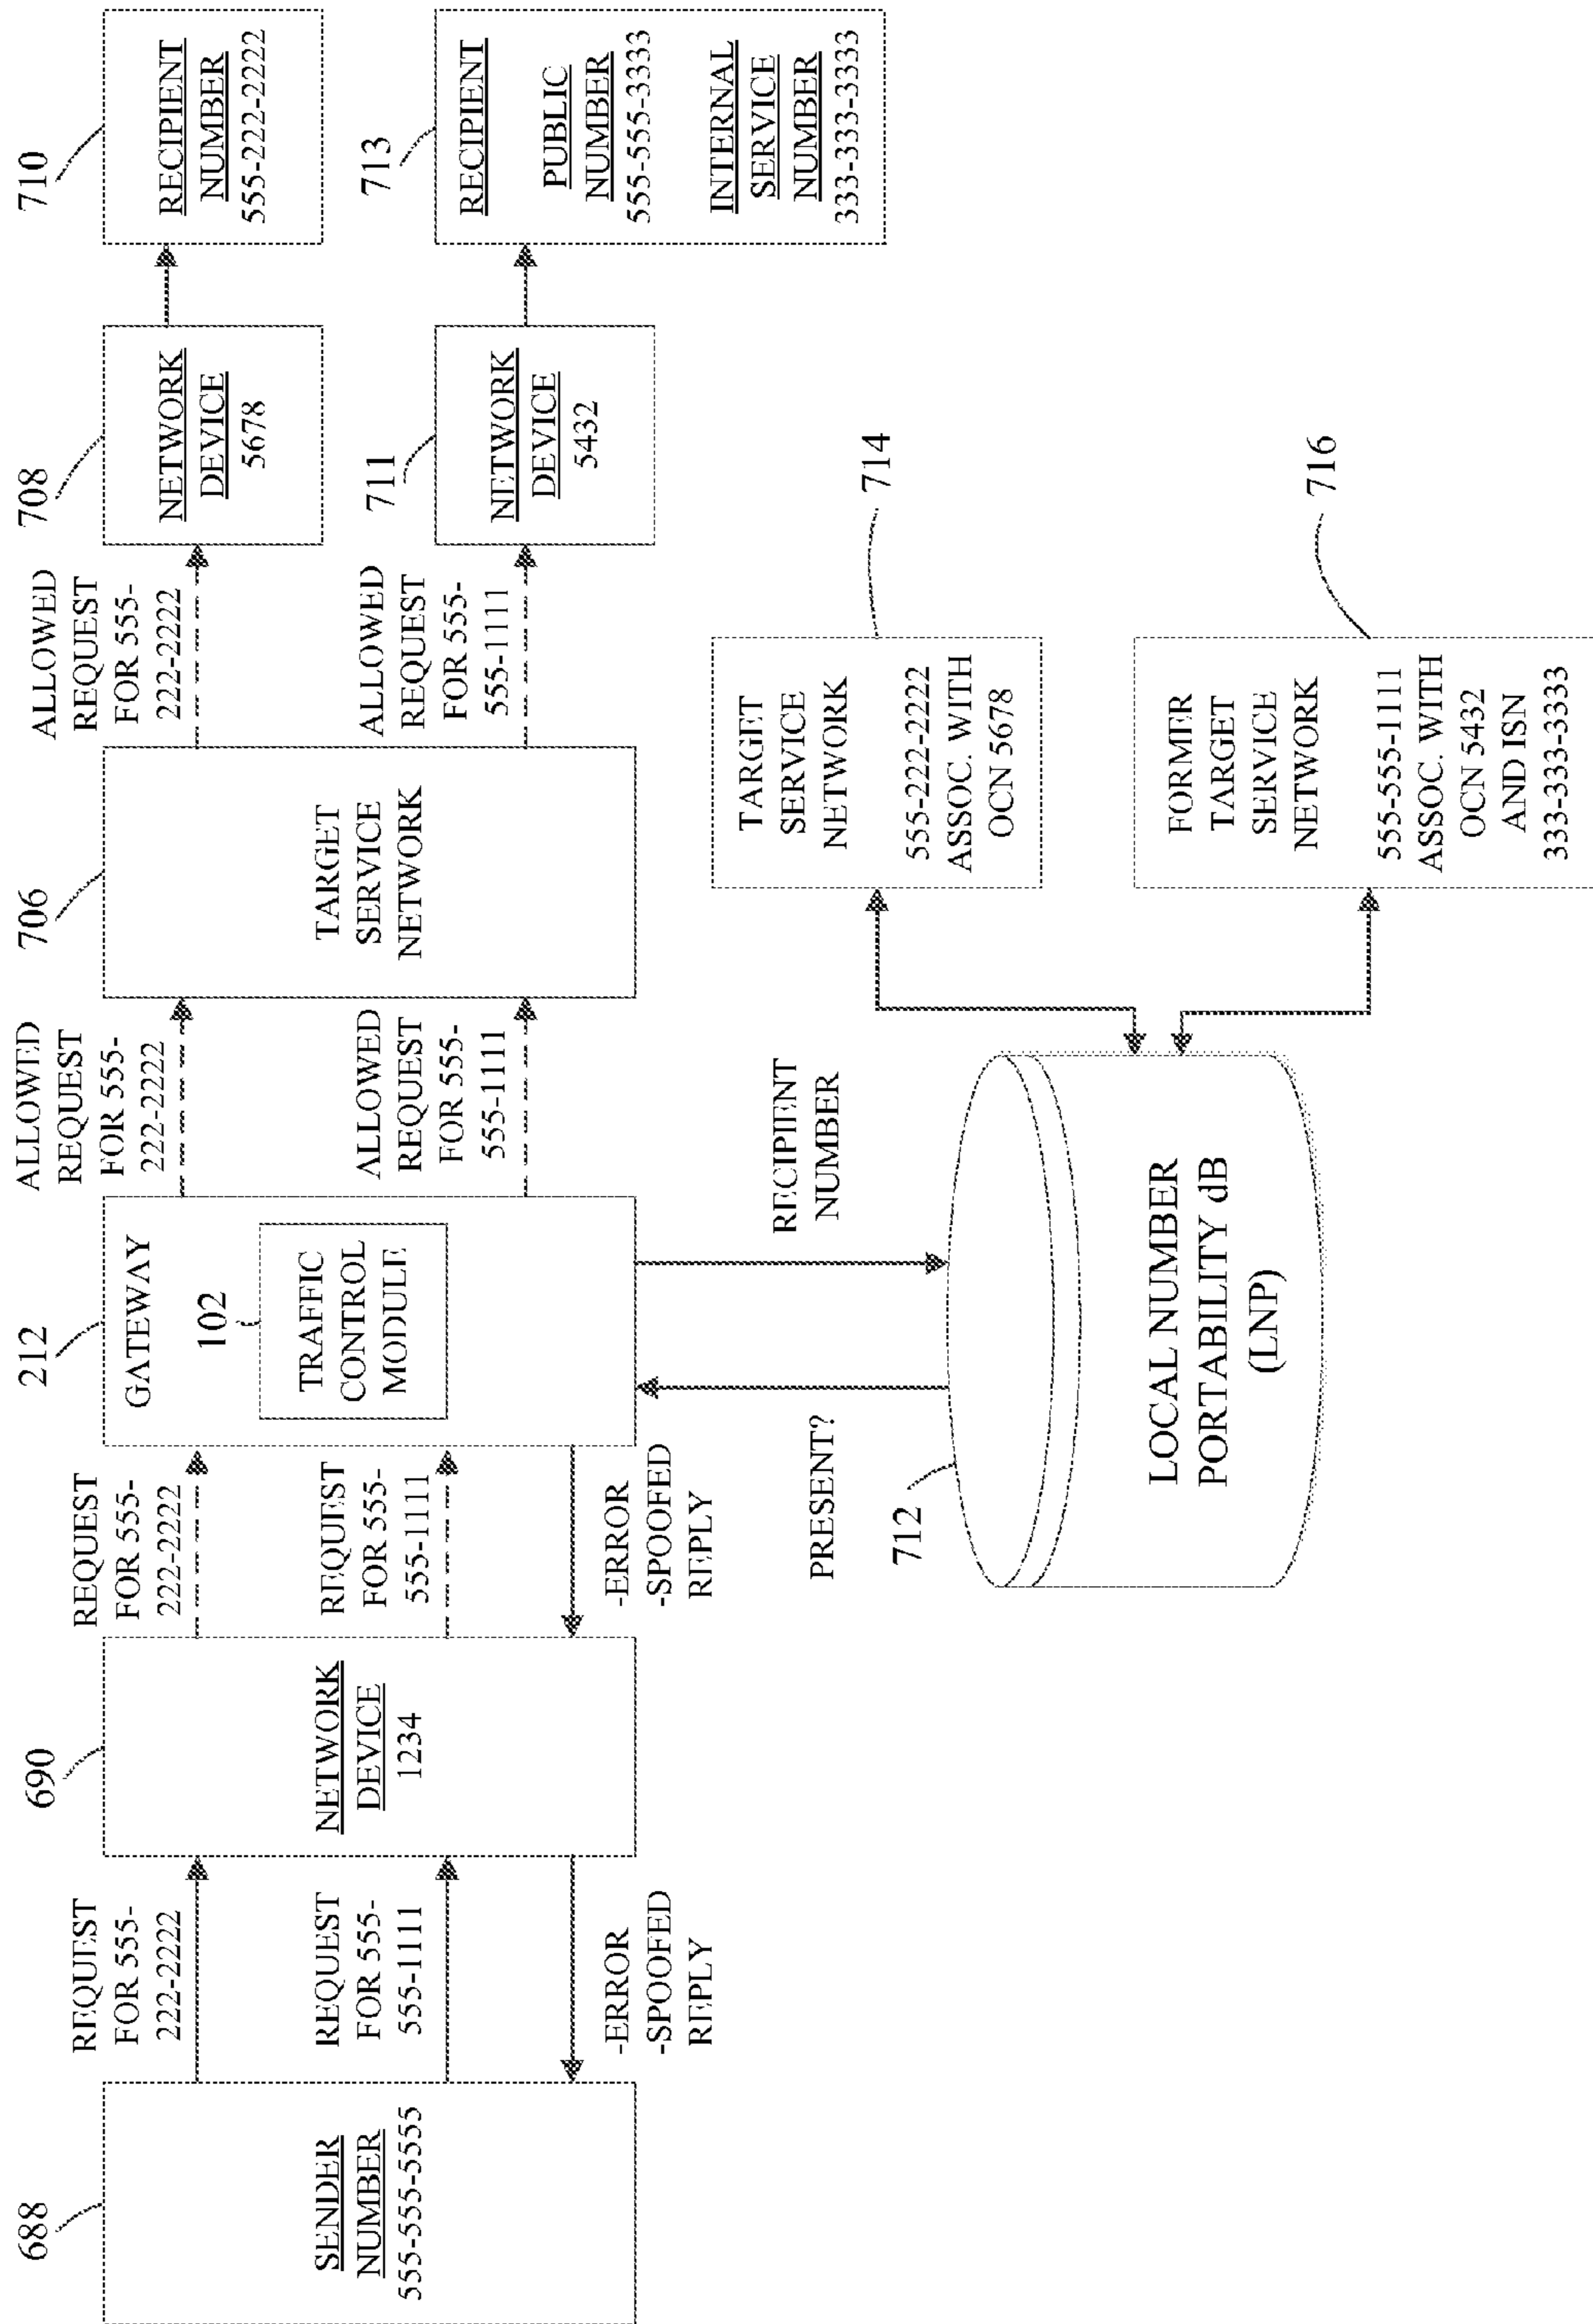 688
SENDER
NUMBER
555-555-5555
REQUEST
FOR 555-
222-2222
REQUEST
FOR 555-
555-1111
-ERROR
-SPOOFED
REPLY
690
NETWORK
DEVICE
1234
REQUEST
FOR 555-
222-2222
REQUEST
FOR 555-
555-1111
-ERROR
-SPOOFED
REPLY
212
GATEWAY
102
TRAFFIC
CONTROL
MODULE
ALLOWED
REQUEST
FOR 555-
222-2222
ALLOWED
REQUEST
FOR 555-
555-1111
706
TARGET
SERVICE
NETWORK
ALLOWED
REQUEST
FOR 555-
222-2222
ALLOWED
REQUEST
FOR 555-
555-1111
708
NETWORK
DEVICE
5678
711
NETWORK
DEVICE
5432
710
RECIPIENT
NUMBER
555-222-2222
713
RECIPIENT
PUBLIC
NUMBER
555-555-3333
INTERNAL
SERVICE
NUMBER
333-333-3333
PRESENT?
RECIPIENT
NUMBER
712
LOCAL NUMBER
PORTABILITY dB
(LNP)
714
TARGET
SERVICE
NETWORK
555-222-2222
ASSOC. WITH
OCN 5678
716
FORMER
TARGET
SERVICE
NETWORK
555-555-1111
ASSOC. WITH
OCN 5432
AND ISN
333-333-3333